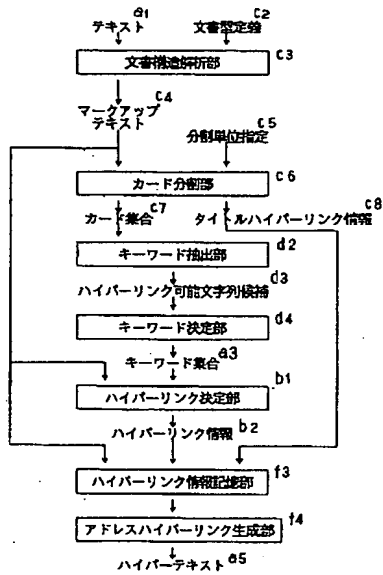 テキスト a1
文書型定義 c2
文書構造解析部 c3
マークアップ c4
テキスト
分割単位指定 c5
カード分割部 c6
カード集合 c7
タイトルハイパーリンク情報 c8
キーワード抽出部 d2
ハイパーリンク可能文字列候補 d3
キーワード決定部 d4
キーワード集合 a3
ハイパーリンク決定部 b1
ハイパーリンク情報 b2
ハイパーリンク情報記憶部 f3
アドレスハイパーリンク生成部 f4
ハイパーテキスト a5